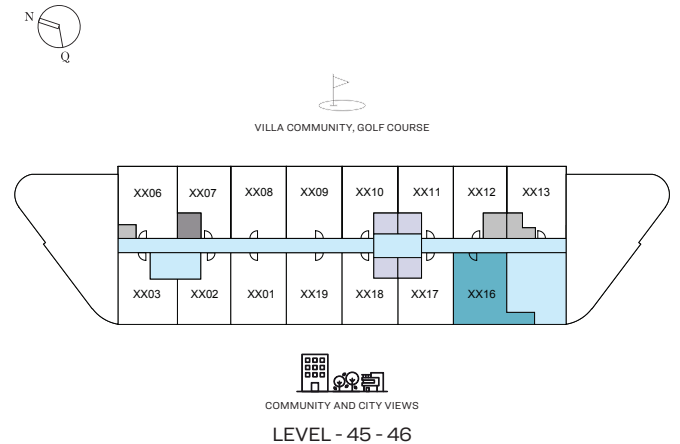 N
Q
VILLA COMMUNITY, GOLF COURSE
XX06 XX07 XX08 XX09 XX10 XX11 XX12 XX13
XX03 XX02 XX01 XX19 XX18 XX17 XX16
COMMUNITY AND CITY VIEWS
LEVEL - 45 - 46